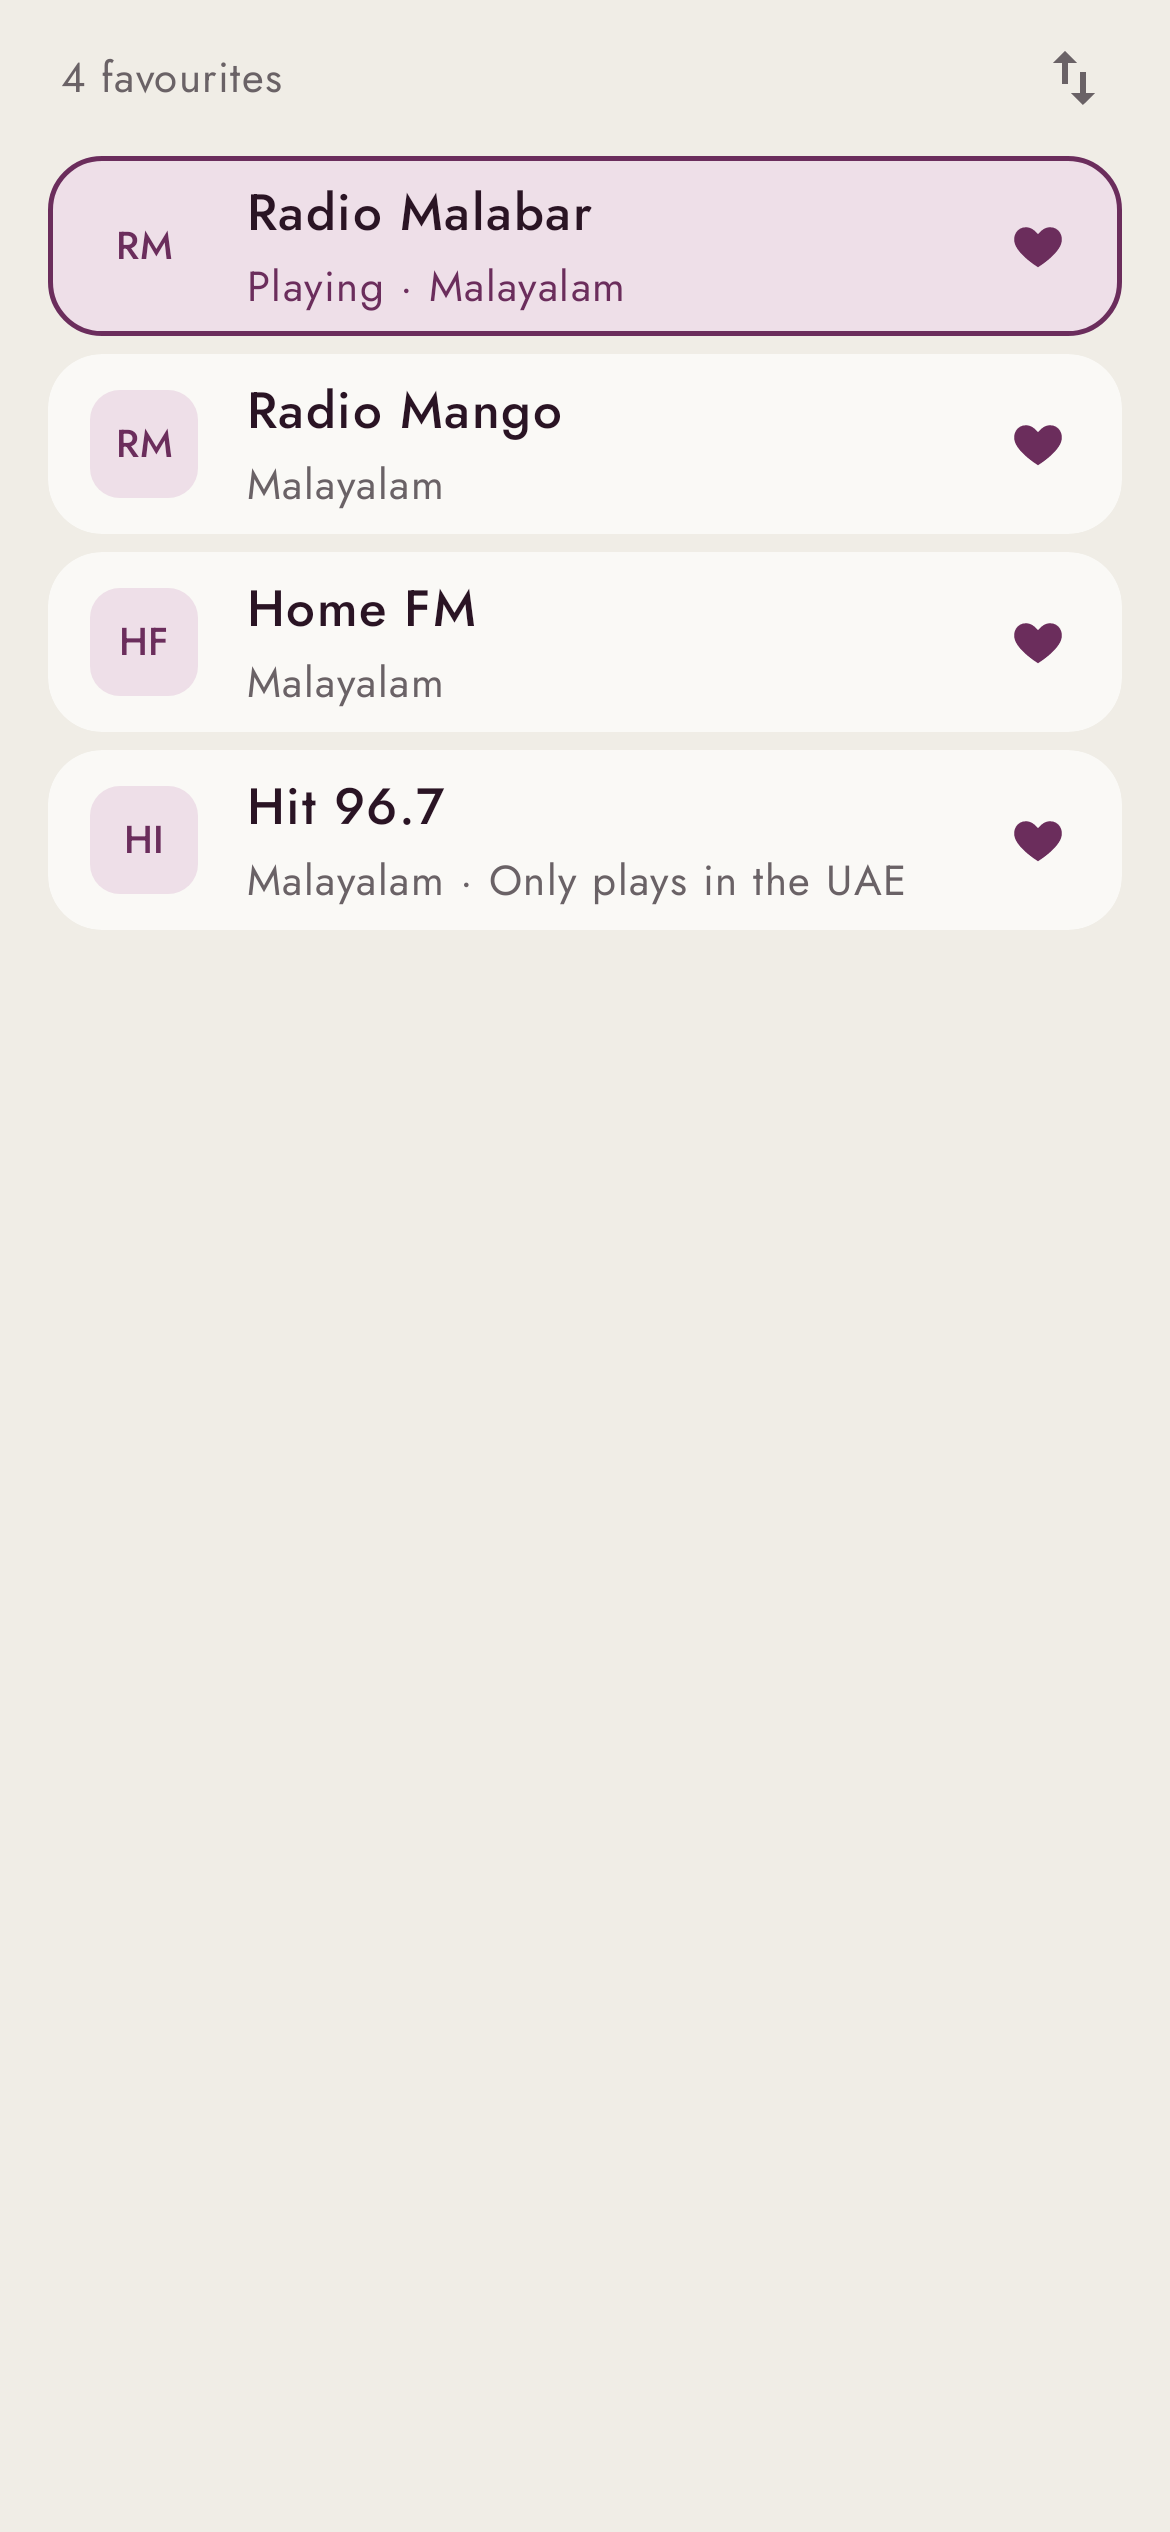 4 favourites
RM
Radio Malabar
Playing · Malayalam
RM
Radio Mango
Malayalam
HF
Home FM
Malayalam
HI
Hit 96.7
Malayalam · Only plays in the UAE